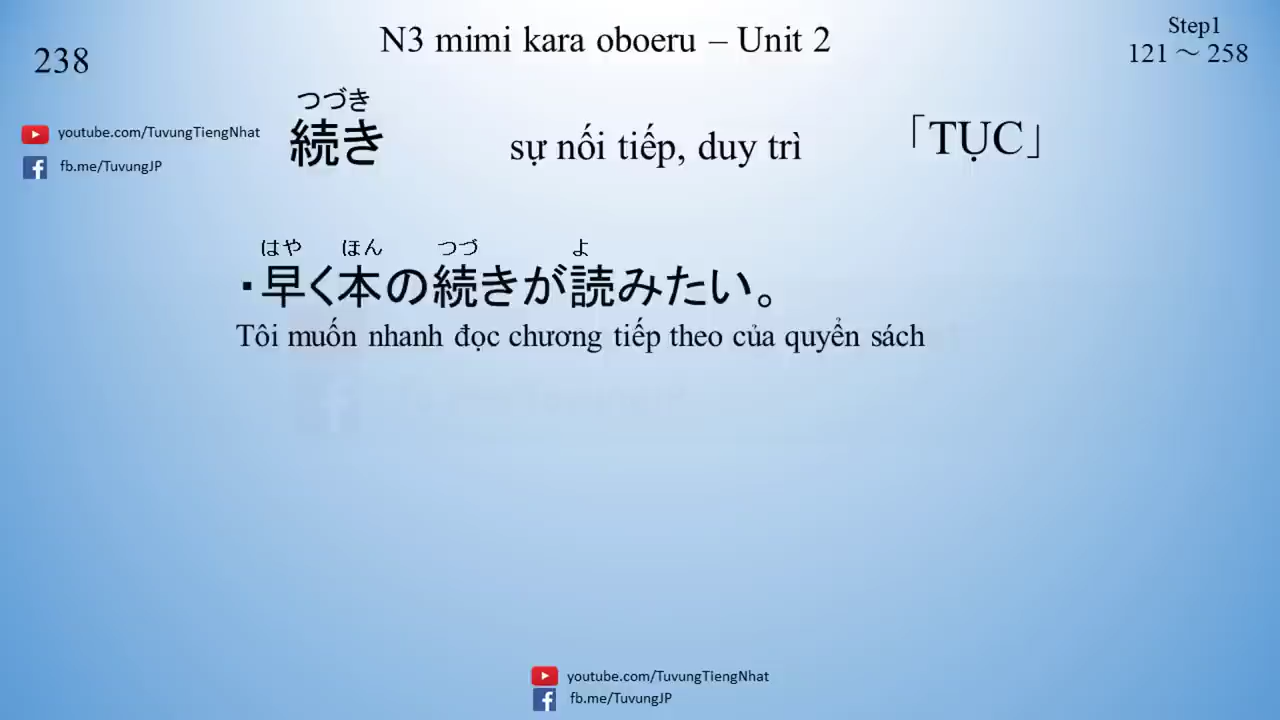 N3 mimi kara oboeru – Unit 2
Step1
121 ～ 258
238
youtube.com/TuvungTiengNhat
fb.me/TuvungJP
つづき
続き
sự nối tiếp, duy trì
「TỤC」
はや ほん つづ よ
・早く本の続きが読みたい。
Tôi muốn nhanh đọc chương tiếp theo của quyển sách
youtube.com/TuvungTiengNhat
fb.me/TuvungJP